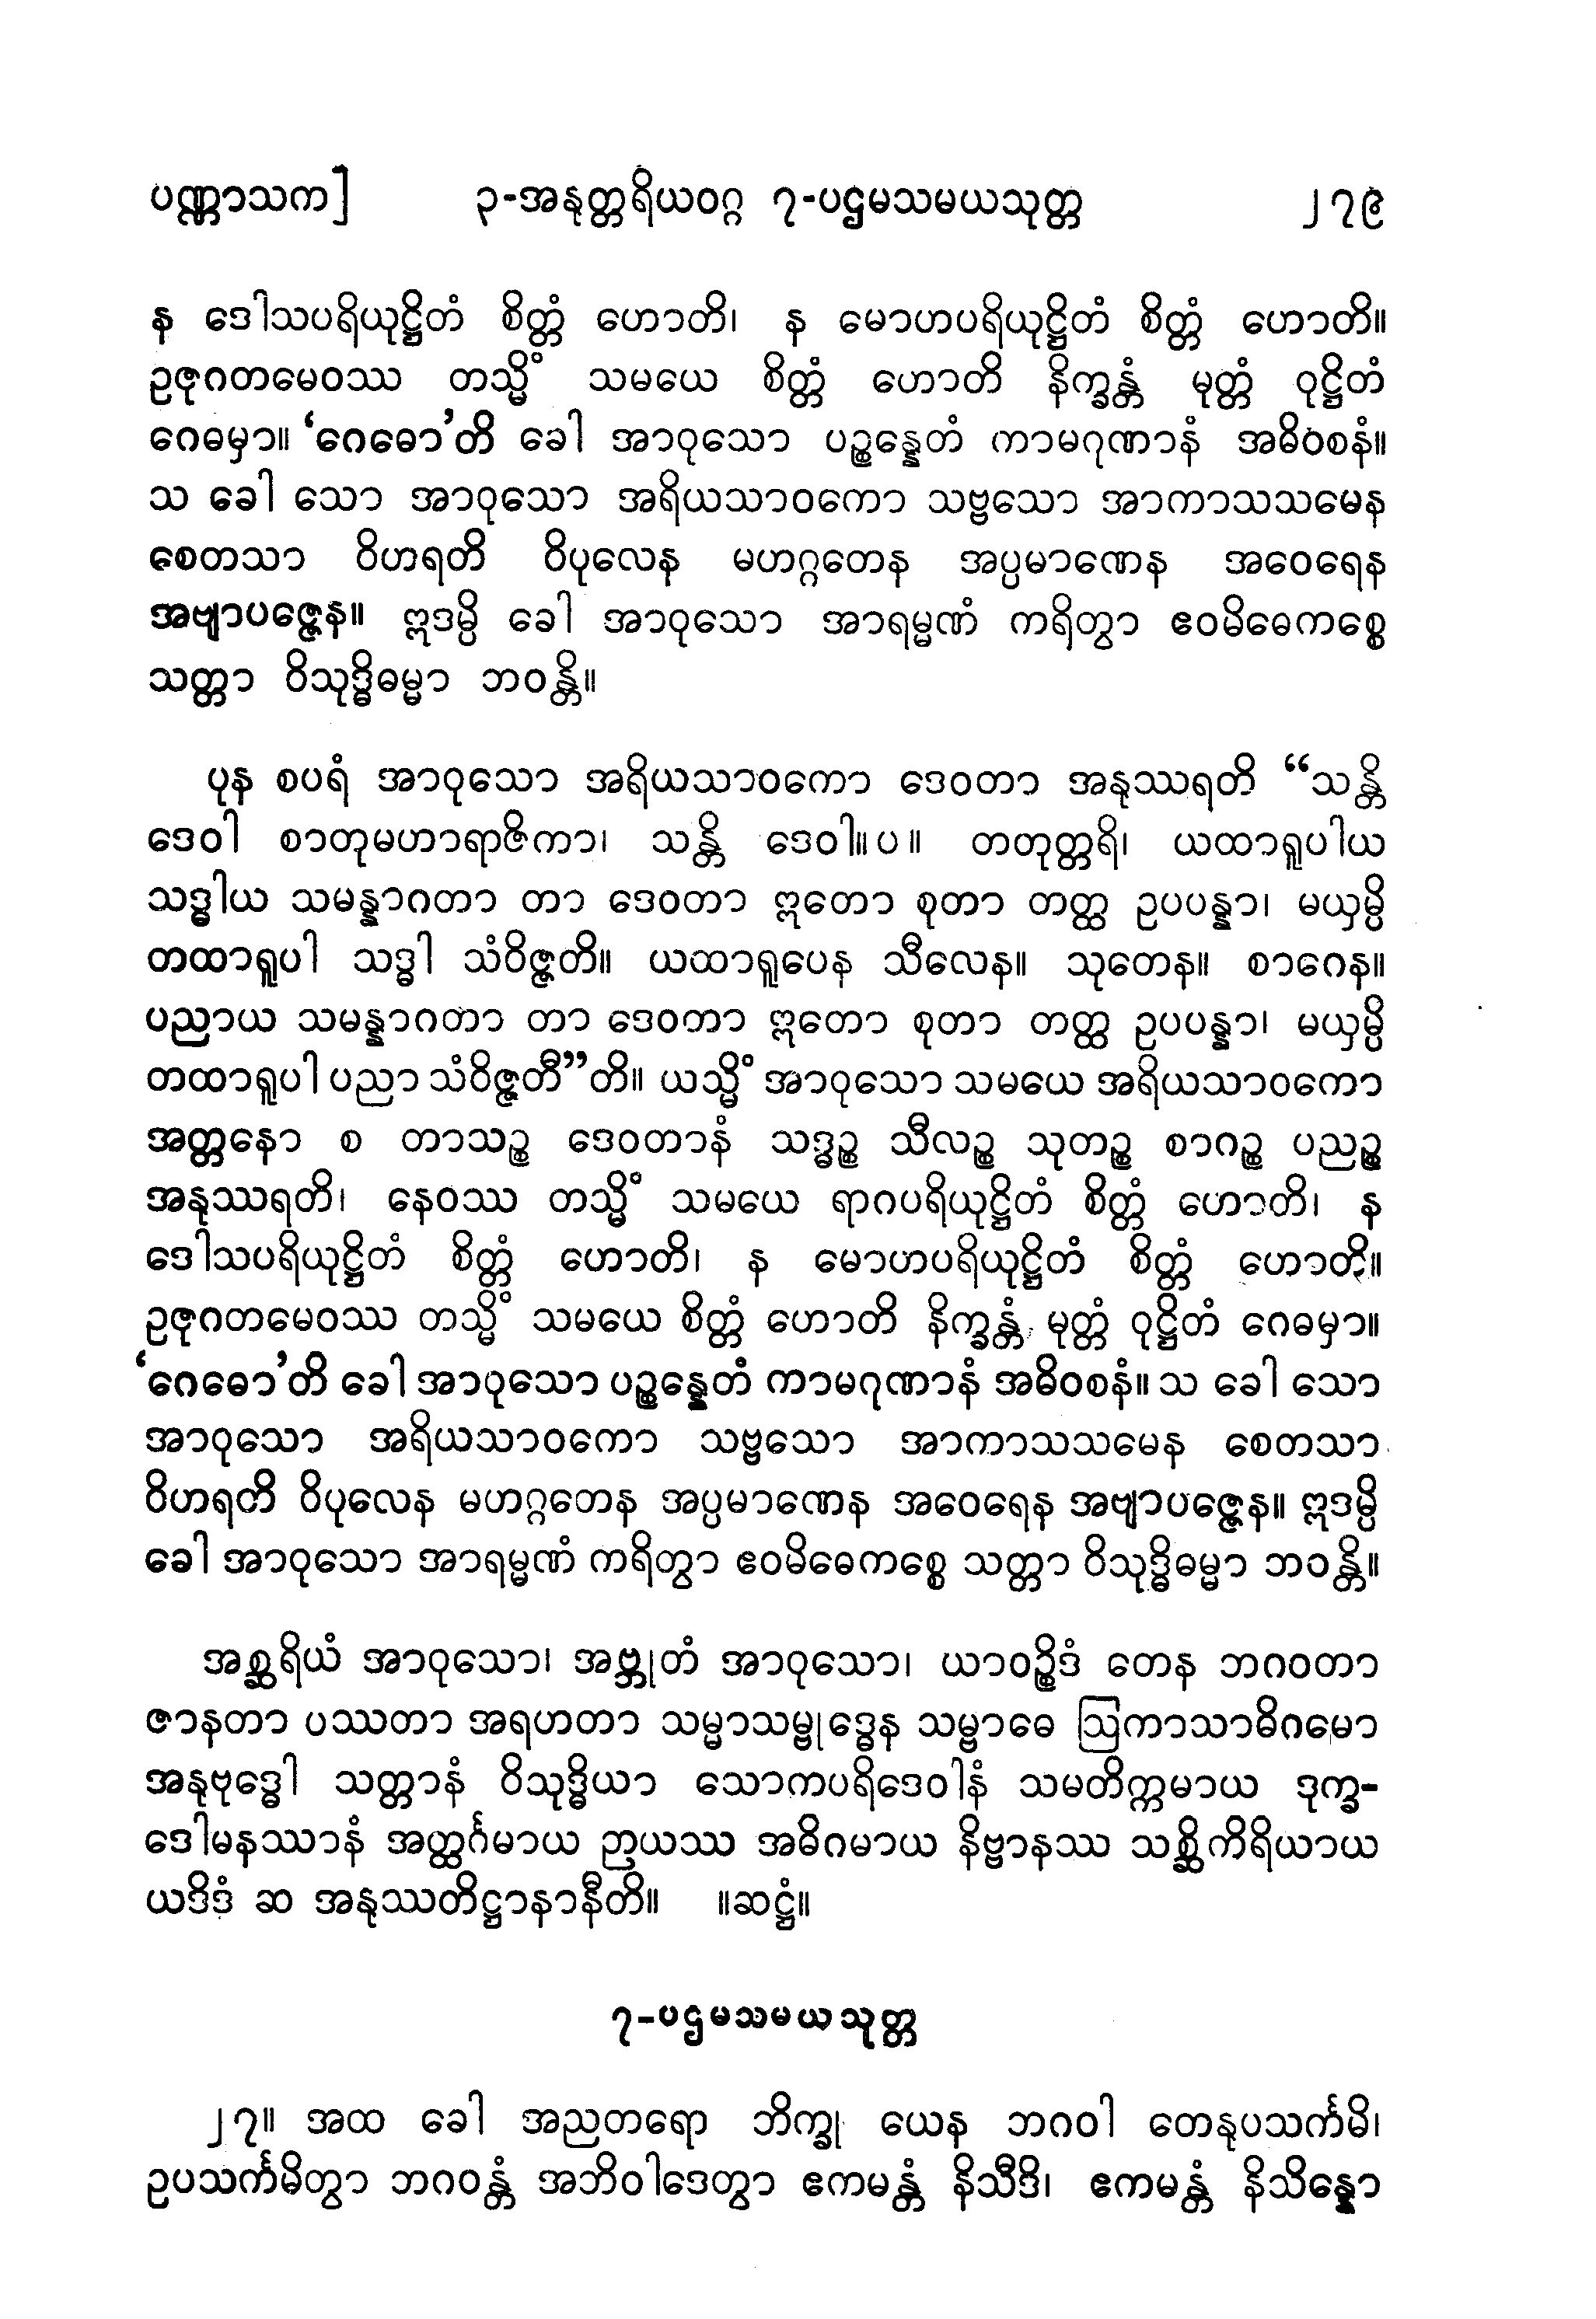 ပဏ္ဏာသက]	၃-အနုတ္တရိယဝဂ္ဂ ၇-ပဌမသမယသုတ္တ	၂၇၉
န ဒေါသပရိယုဋ္ဌိတံ စိတ္တံ ဟောတိ၊ န မောဟပရိယုဋ္ဌိတံ စိတ္တံ ဟောတိ။
ဥဇုဂတမေဝဿ တသ္မိံ သမယေ စိတ္တံ ဟောတိ နိက္ခန္တံ မုတ္တံ ဝုဋ္ဌိတံ
ဂေဓမှာ။ ‘ဂေဓော’တိ ခေါ အာဝုသော ပဉ္စန္နေတံ ကာမဂုဏာနံ အဓိဝစနံ။
သ ခေါ သော အာဝုသော အရိယသာဝကော သဗ္ဗသော အာကာသသမေန
စေတသာ ဝိဟရတိ ဝိပုလေန မဟဂ္ဂတေန အပ္ပမာဏေန အဝေရေန
အဗျာပဇ္ဇေန။ ဣဒမ္ပိ ခေါ အာဝုသော အာရမ္မဏံ ကရိတွာ ဧဝမိဓေကစ္စေ
သတ္တာ ဝိသုဒ္ဓိဓမ္မာ ဘဝန္တိ။
ပုန စပရံ အာဝုသော အရိယသာဝကော ဒေဝတာ အနုဿရတိ “သန္တိ
ဒေဝါ စာတုမဟာရာဇိကာ၊ သန္တိ ဒေဝါ။ပ။ တတုတ္တရိ၊ ယထာရူပါယ
သဒ္ဓါယ သမန္နာဂတာ တာ ဒေဝတာ ဣတော စုတာ တတ္ထ ဥပပန္နာ၊ မယှမ္ပိ
တထာရူပါ သဒ္ဓါ သံဝိဇ္ဇတိ။ ယထာရူပေန သီလေန။ သုတေန။ စာဂေန။
ပညာယ သမန္နာဂတာ တာ ဒေဝတာ ဣတော စုတာ တတ္ထ ဥပပန္နာ၊ မယှမ္ပိ
တထာရူပါ ပညာ သံဝိဇ္ဇတီ”တိ။ ယသ္မိံ အာဝုသော သမယေ အရိယသာဝကော
အတ္တနော စ တာသဉ္စ ဒေဝတာနံ သဒ္ဓဉ္စ သီလဉ္စ သုတဉ္စ စာဂဉ္စ ပညဉ္စ
အနုဿရတိ၊ နေဝဿ တသ္မိံ သမယေ ရာဂပရိယုဋ္ဌိတံ စိတ္တံ ဟောတိ၊ န
ဒေါသပရိယုဋ္ဌိတံ စိတ္တံ ဟောတိ၊ န မောဟပရိယုဋ္ဌိတံ စိတ္တံ ဟောတိ။
ဥဇုဂတမေဝဿ တသ္မိံ သမယေ စိတ္တံ ဟောတိ နိက္ခန္တံ မုတ္တံ ဝုဋ္ဌိတံ ဂေဓမှာ။
‘ဂေဓော’တိ ခေါ အာဝုသော ပဉ္စန္နေတံ ကာမဂုဏာနံ အဓိဝစနံ။ သ ခေါ သော
အာဝုသော အရိယသာဝကော သဗ္ဗသော အာကာသသမေန စေတသာ
ဝိဟရတိ ဝိပုလေန မဟဂ္ဂတေန အပ္ပမာဏေန အဝေရေန အဗျာပဇ္ဇေန။ ဣဒမ္ပိ
ခေါ အာဝုသော အာရမ္မဏံ ကရိတွာ ဧဝမိဓေကစ္စေ သတ္တာ ဝိသုဒ္ဓိဓမ္မာ ဘဝန္တိ။
အစ္ဆရိယံ အာဝုသော၊ အဗ္ဘုတံ အာဝုသော၊ ယာဝဉ္စိဒံ တေန ဘဂဝတာ
ဇာနတာ ပဿတာ အရဟတာ သမ္မာသမ္ဗုဒ္ဓေန သမ္ဗာဓေ ဩကာသာဓိဂမော
အနုဗုဒ္ဓေါ သတ္တာနံ ဝိသုဒ္ဓိယာ သောကပရိဒေဝါနံ သမတိက္ကမာယ ဒုက္ခ-
ဒေါမနဿာနံ အတ္ထင်္ဂမာယ ဉာယဿ အဓိဂမာယ နိဗ္ဗာနဿ သစ္ဆိကိရိယာယ
ယဒိဒံ ဆ အနုဿတိဋ္ဌာနာနီတိ။ ။ဆဋ္ဌံ။
၇-ပဌမသမယသုတ္တ
၂၇။ အထ ခေါ အညတရော ဘိက္ခု ယေန ဘဂဝါ တေနုပသင်္ကမိ၊
ဥပသင်္ကမိတွာ ဘဂဝန္တံ အဘိဝါဒေတွာ ဧကမန္တံ နိသီဒိ၊ ဧကမန္တံ နိသိန္နော